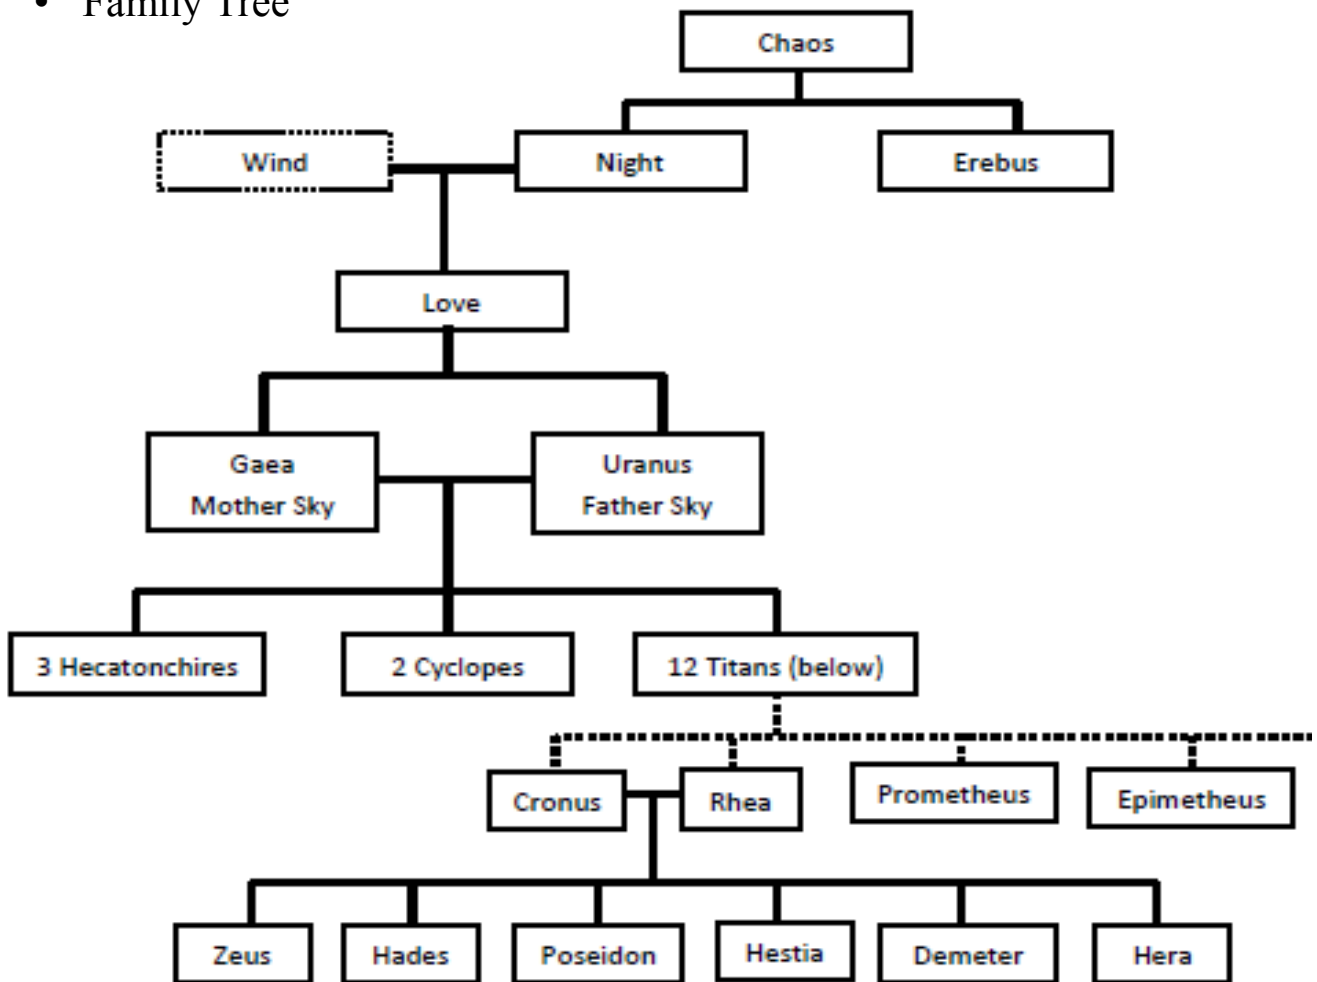 • Family Tree
Chaos
Wind
Night
Erebus
Love
Gaea
Mother Sky
Uranus
Father Sky
3 Hecatonchires
2 Cyclopes
12 Titans (below)
Cronus
Rhea
Prometheus
Epimetheus
Zeus
Hades
Poseidon
Hestia
Demeter
Hera